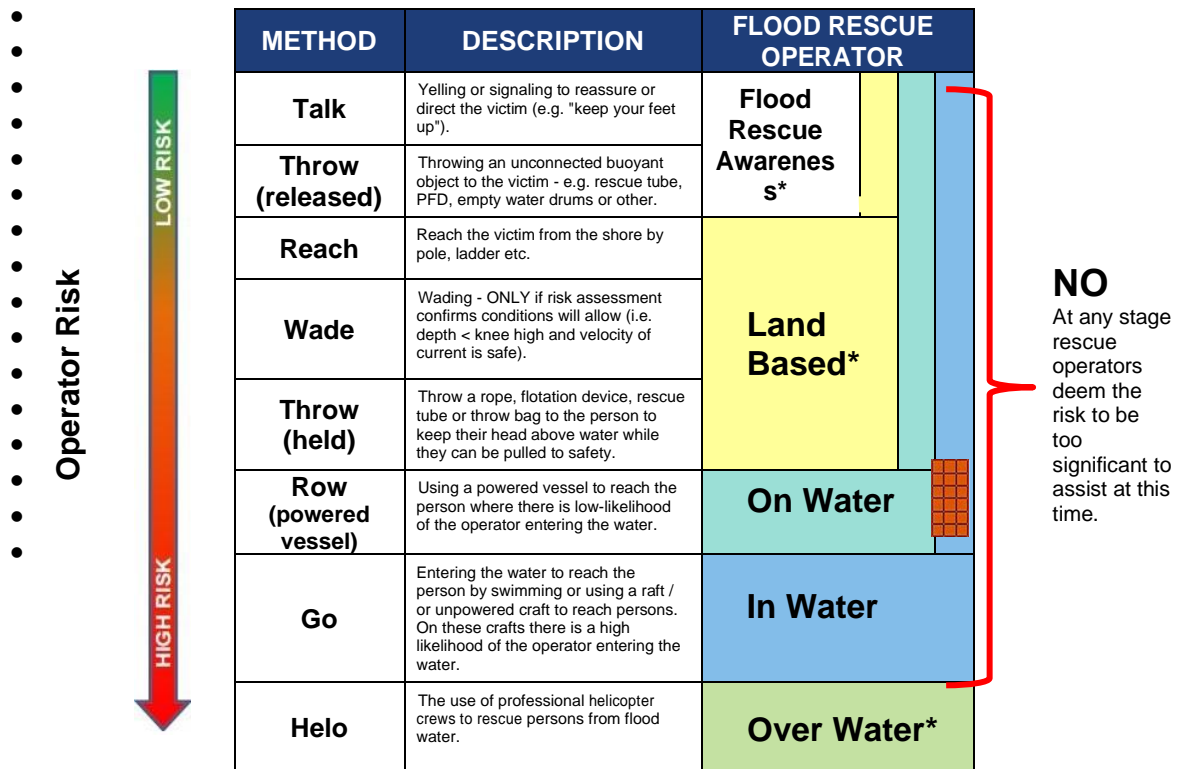 METHOD
DESCRIPTION
FLOOD RESCUE
OPERATOR
Talk
Yelling or signaling to reassure or
direct the victim (e.g. "keep your feet
up").
Flood
Rescue
Awarenes
s*
Throw
(released)
Throwing an unconnected buoyant
object to the victim - e.g. rescue tube,
PFD, empty water drums or other.
Reach
Reach the victim from the shore by
pole, ladder etc.
Wade
Wading - ONLY if risk assessment
confirms conditions will allow (i.e.
depth < knee high and velocity of
current is safe).
Land
Based*
Throw
(held)
Throw a rope, flotation device, rescue
tube or throw bag to the person to
keep their head above water while
they can be pulled to safety.
Row
(powered
vessel)
Using a powered vessel to reach the
person where there is low-likelihood
of the operator entering the water.
On Water
Go
Entering the water to reach the
person by swimming or using a raft /
or unpowered craft to reach persons.
On these crafts there is a high
likelihood of the operator entering the
water.
In Water
Helo
The use of professional helicopter
crews to rescue persons from flood
water.
Over Water*
Operator Risk
LOW RISK
HIGH RISK
NO
At any stage
rescue
operators
deem the
risk to be
too
significant to
assist at this
time.